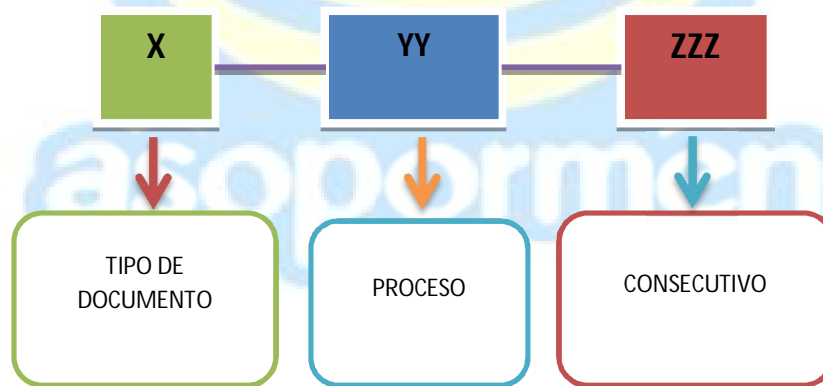 X
YY
ZZZ
asopormen
TIPO DE
DOCUMENTO
PROCESO
CONSECUTIVO